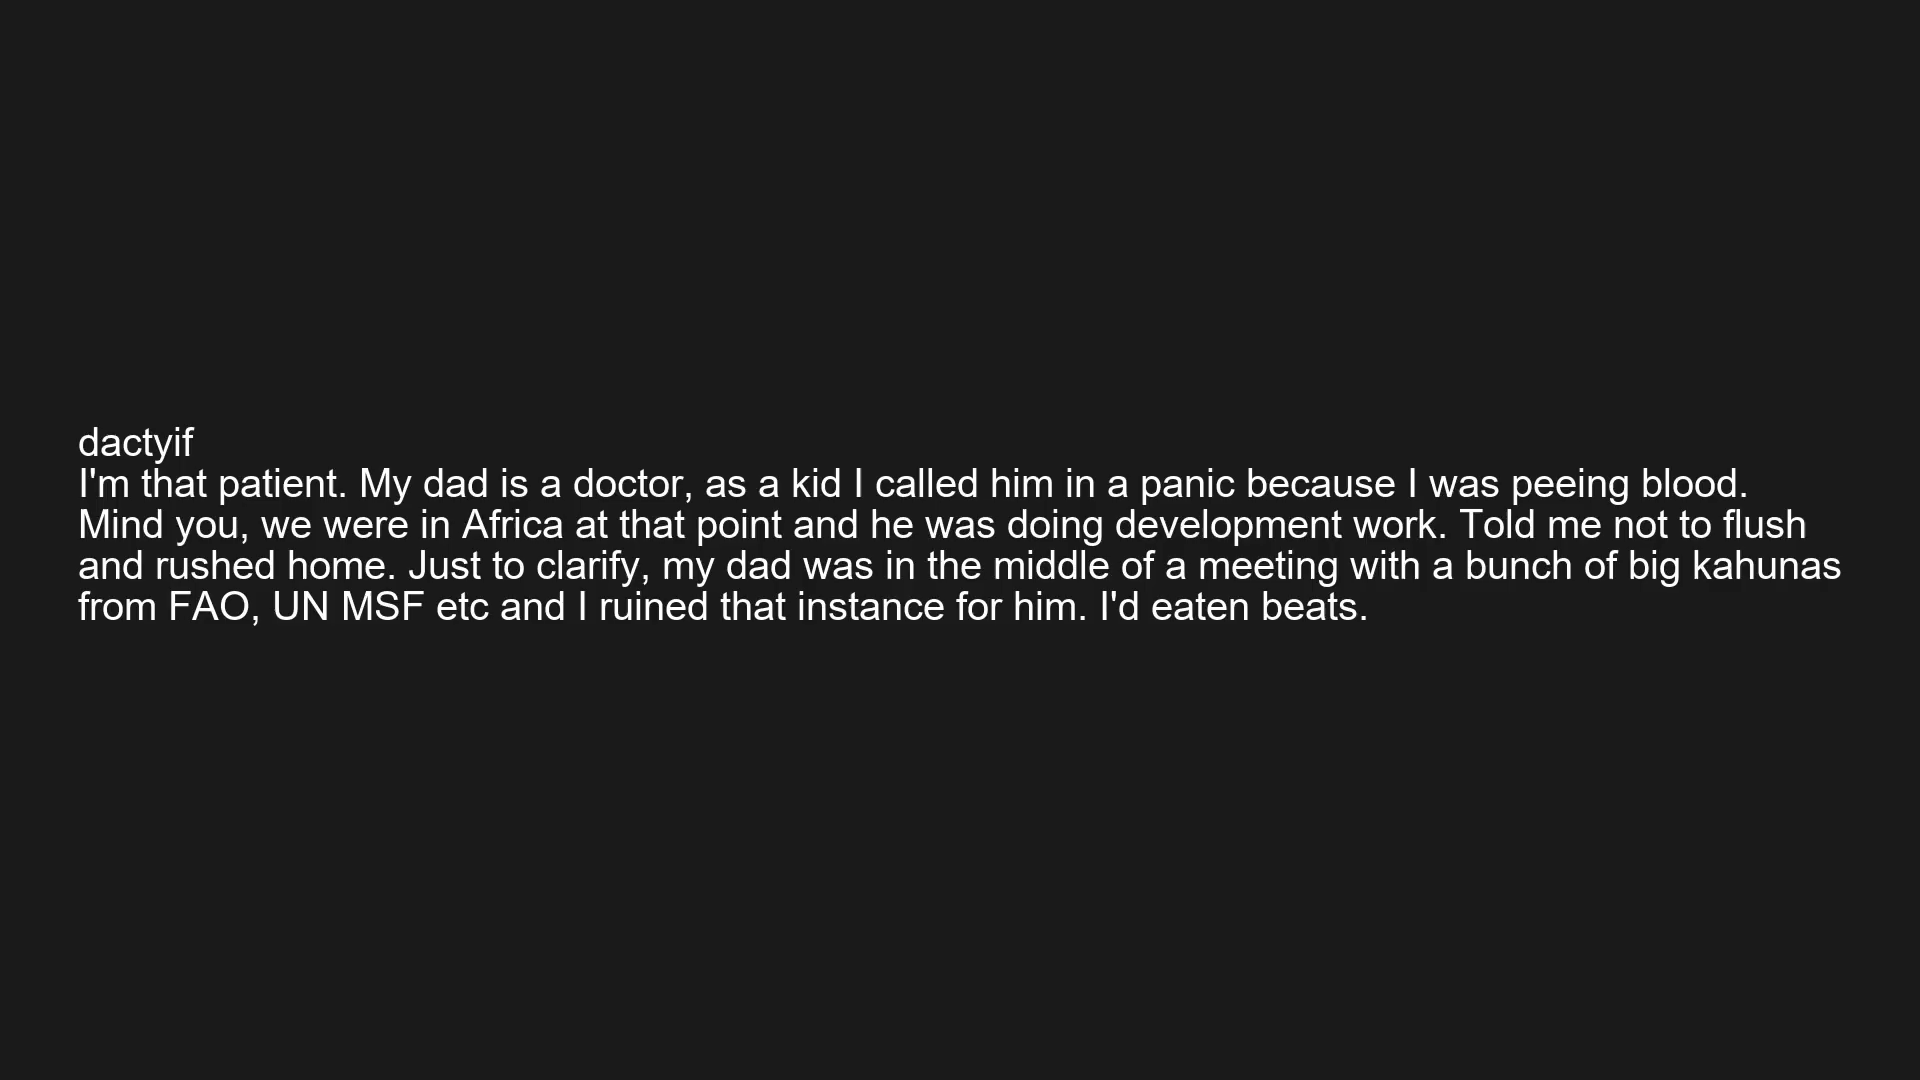 dactyif
I'm that patient. My dad is a doctor, as a kid I called him in a panic because I was peeing blood.
Mind you, we were in Africa at that point and he was doing development work. Told me not to flush
and rushed home. Just to clarify, my dad was in the middle of a meeting with a bunch of big kahunas
from FAO, UN MSF etc and I ruined that instance for him. I'd eaten beats.